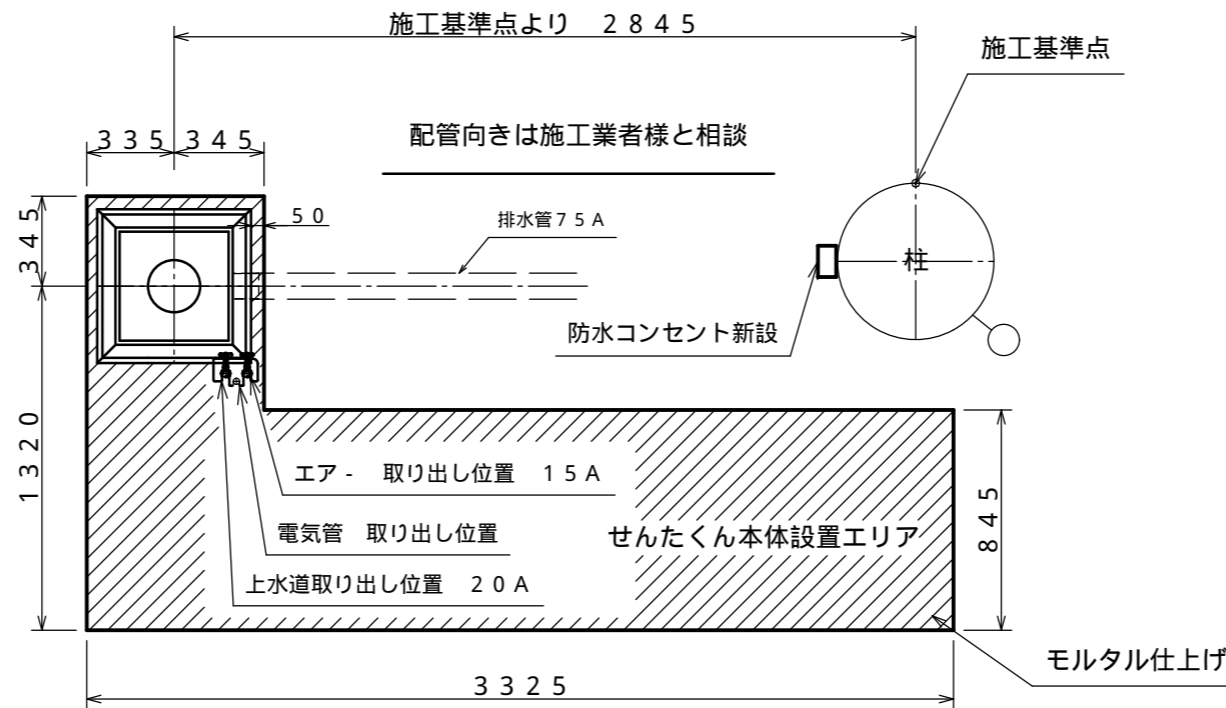 施工基準点より 2845
施工基準点
335
345
配管向きは施工業者様と相談
345
50
排水管75A
柱
防水コンセント新設
1320
エア- 取り出し位置 15A
電気管 取り出し位置
せんたくん本体設置エリア
845
上水道取り出し位置 20A
モルタル仕上げ
3325